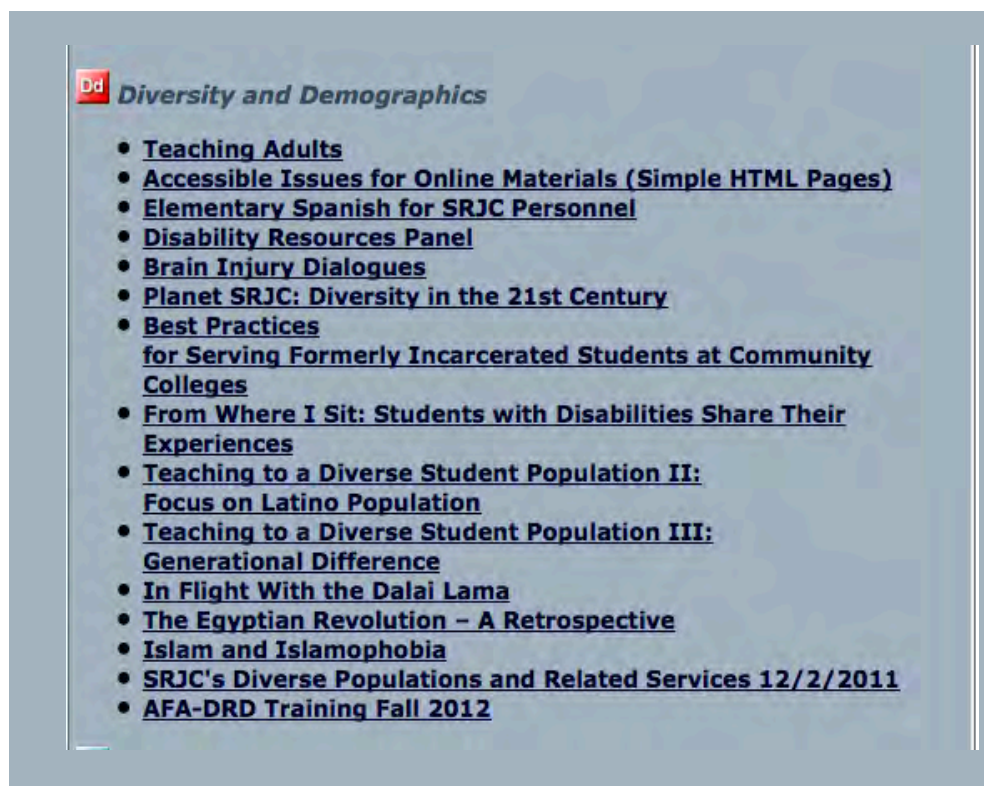 Dd Diversity and Demographics
• Teaching Adults
• Accessible Issues for Online Materials (Simple HTML Pages)
• Elementary Spanish for SRJC Personnel
• Disability Resources Panel
• Brain Injury Dialogues
• Planet SRJC: Diversity in the 21st Century
• Best Practices
for Serving Formerly Incarcerated Students at Community
Colleges
• From Where I Sit: Students with Disabilities Share Their
Experiences
• Teaching to a Diverse Student Population II:
Focus on Latino Population
• Teaching to a Diverse Student Population III:
Generational Difference
• In Flight With the Dalai Lama
• The Egyptian Revolution – A Retrospective
• Islam and Islamophobia
• SRJC's Diverse Populations and Related Services 12/2/2011
• AFA-DRD Training Fall 2012